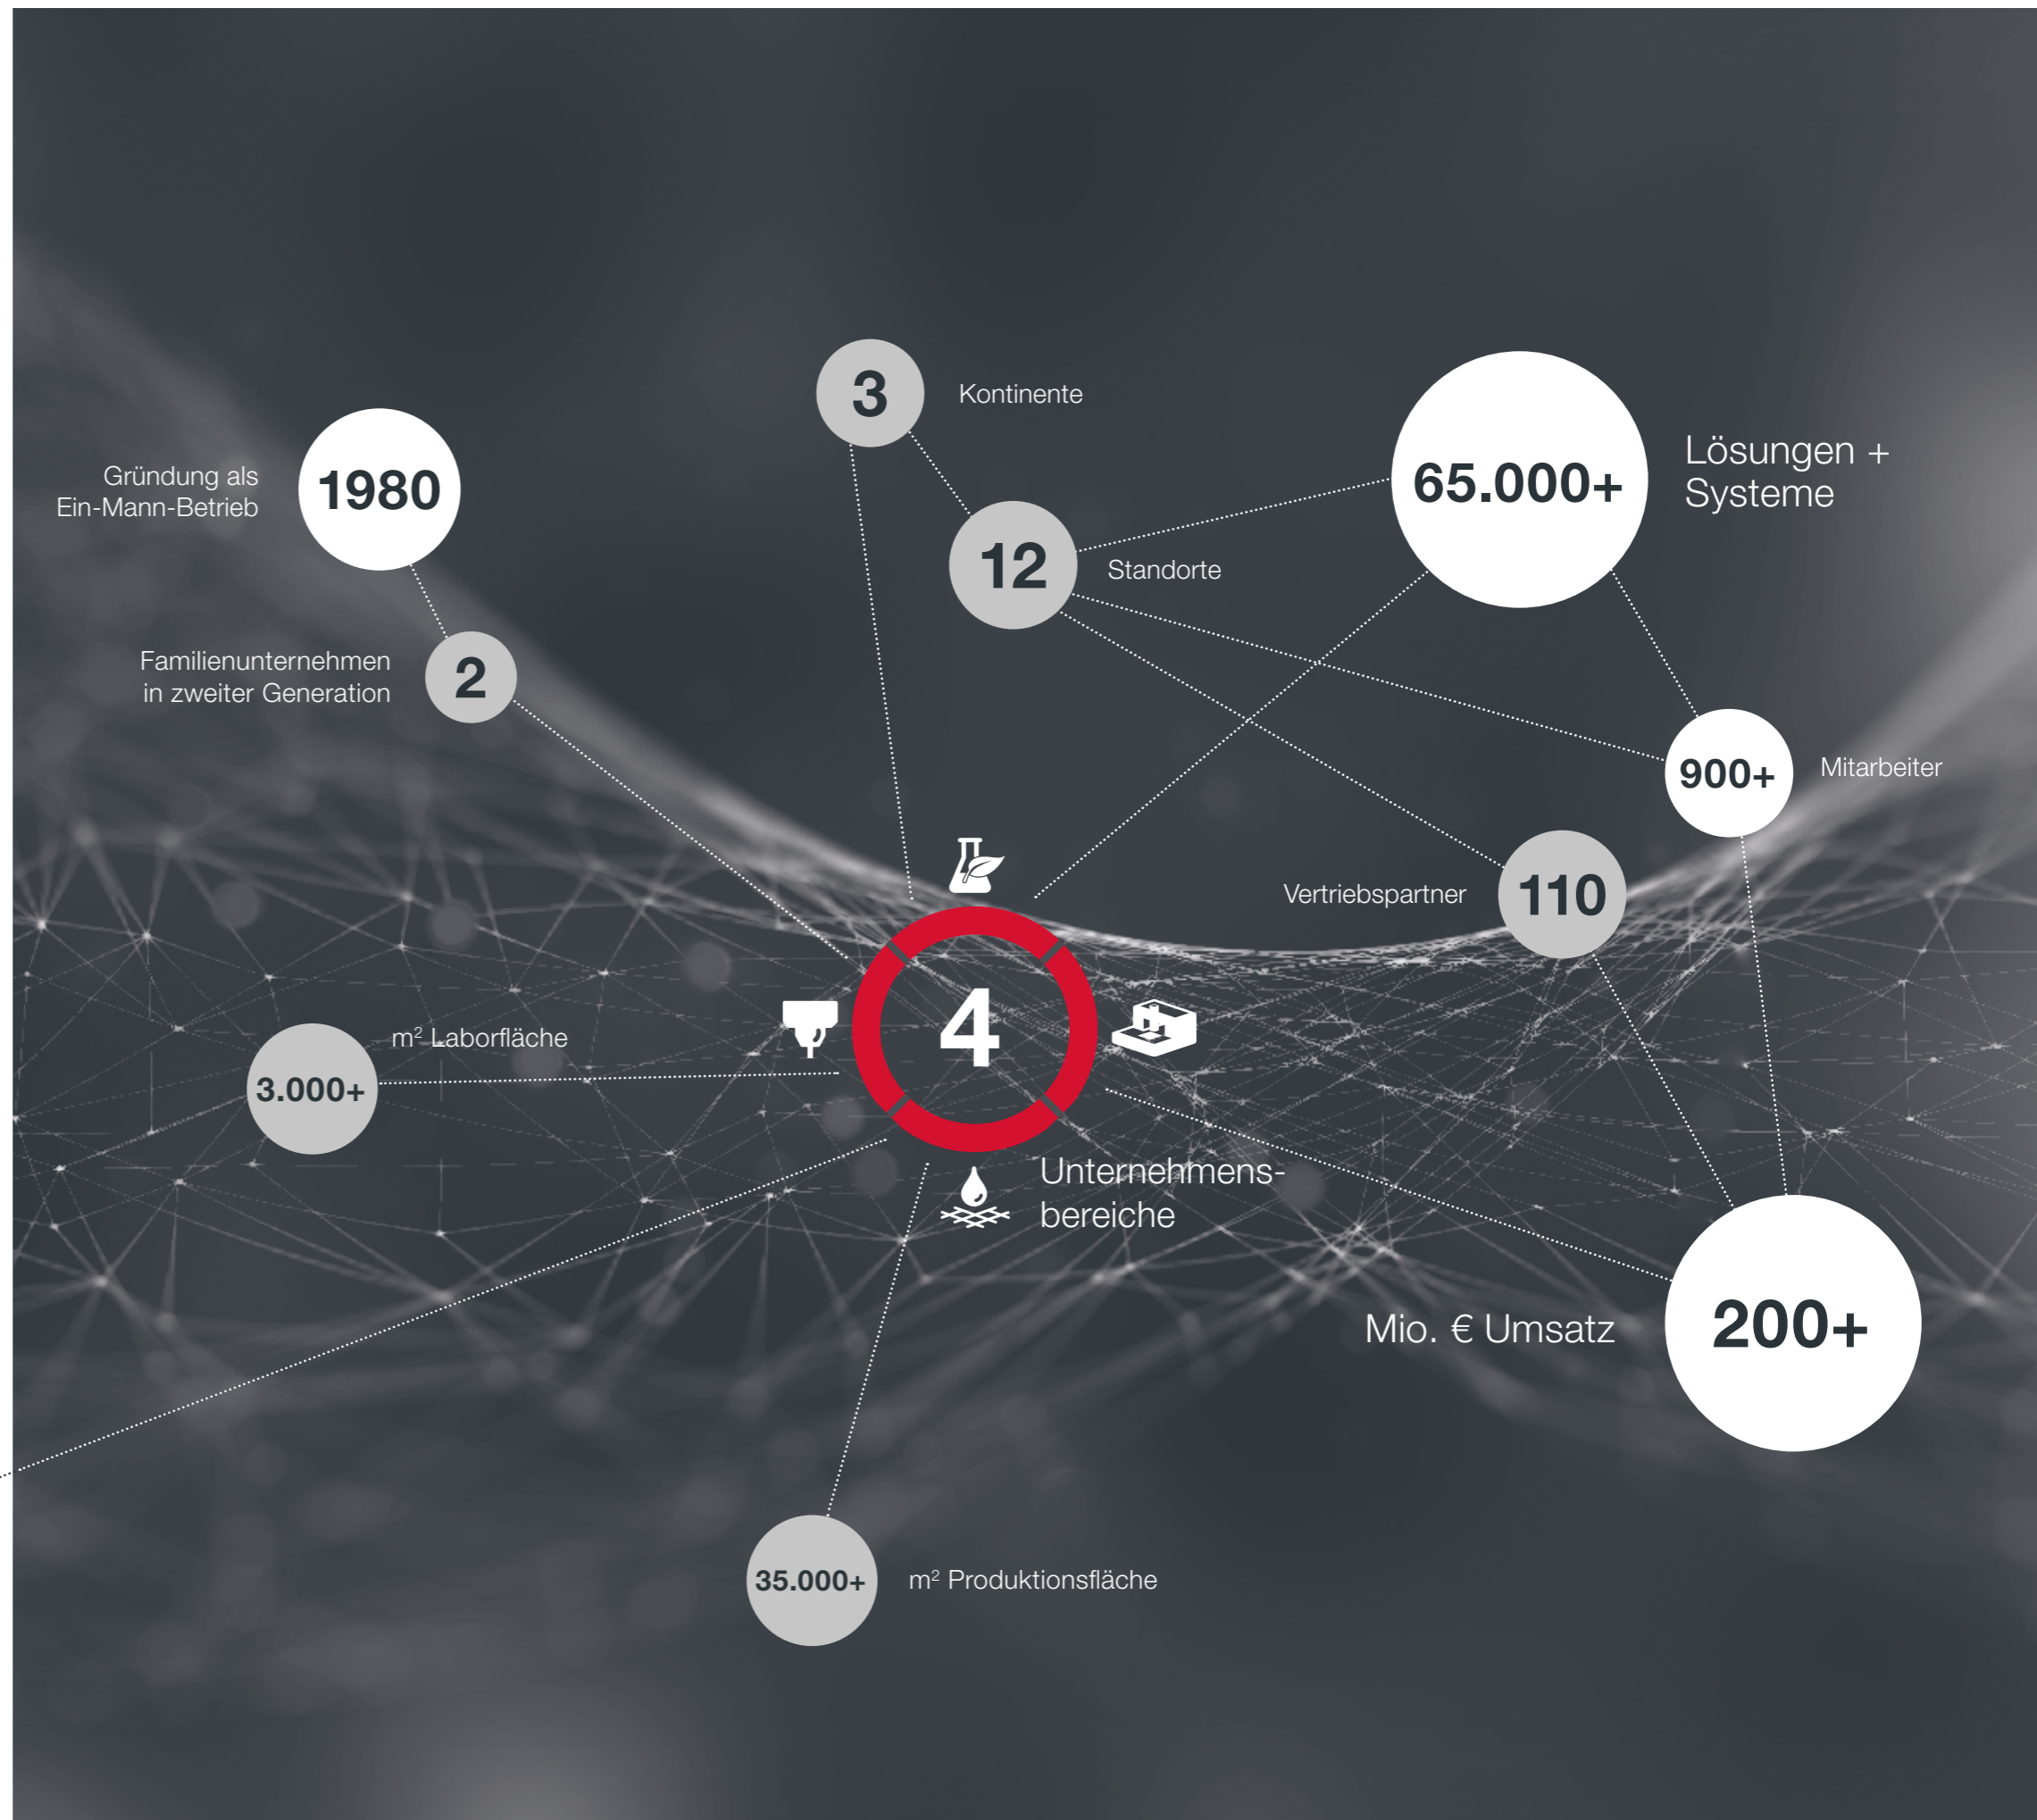 3
Kontinente
65.000+
Lösungen +
Systeme
1980
Gründung als
Ein-Mann-Betrieb
12
Standorte
2
Familienunternehmen
in zweiter Generation
900+
Mitarbeiter
110
Vertriebspartner
3.000+
m² Laborfläche
4
Unternehmens-
bereiche
200+
Mio. € Umsatz
35.000+
m² Produktionsfläche